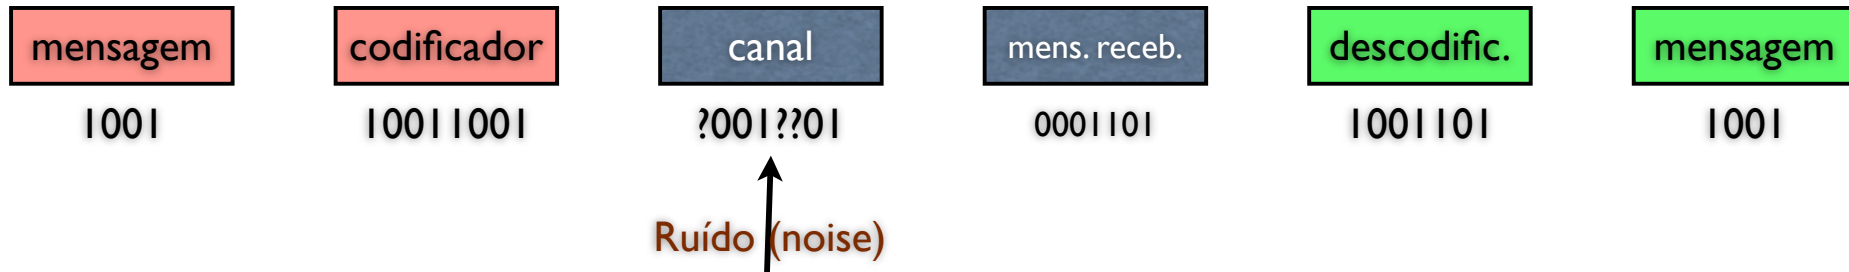 mensagem codificador canal mens. receb. descodific. mensagem
1001 10011001 ?001??01 0001101 1001101 1001
Ruído (noise)